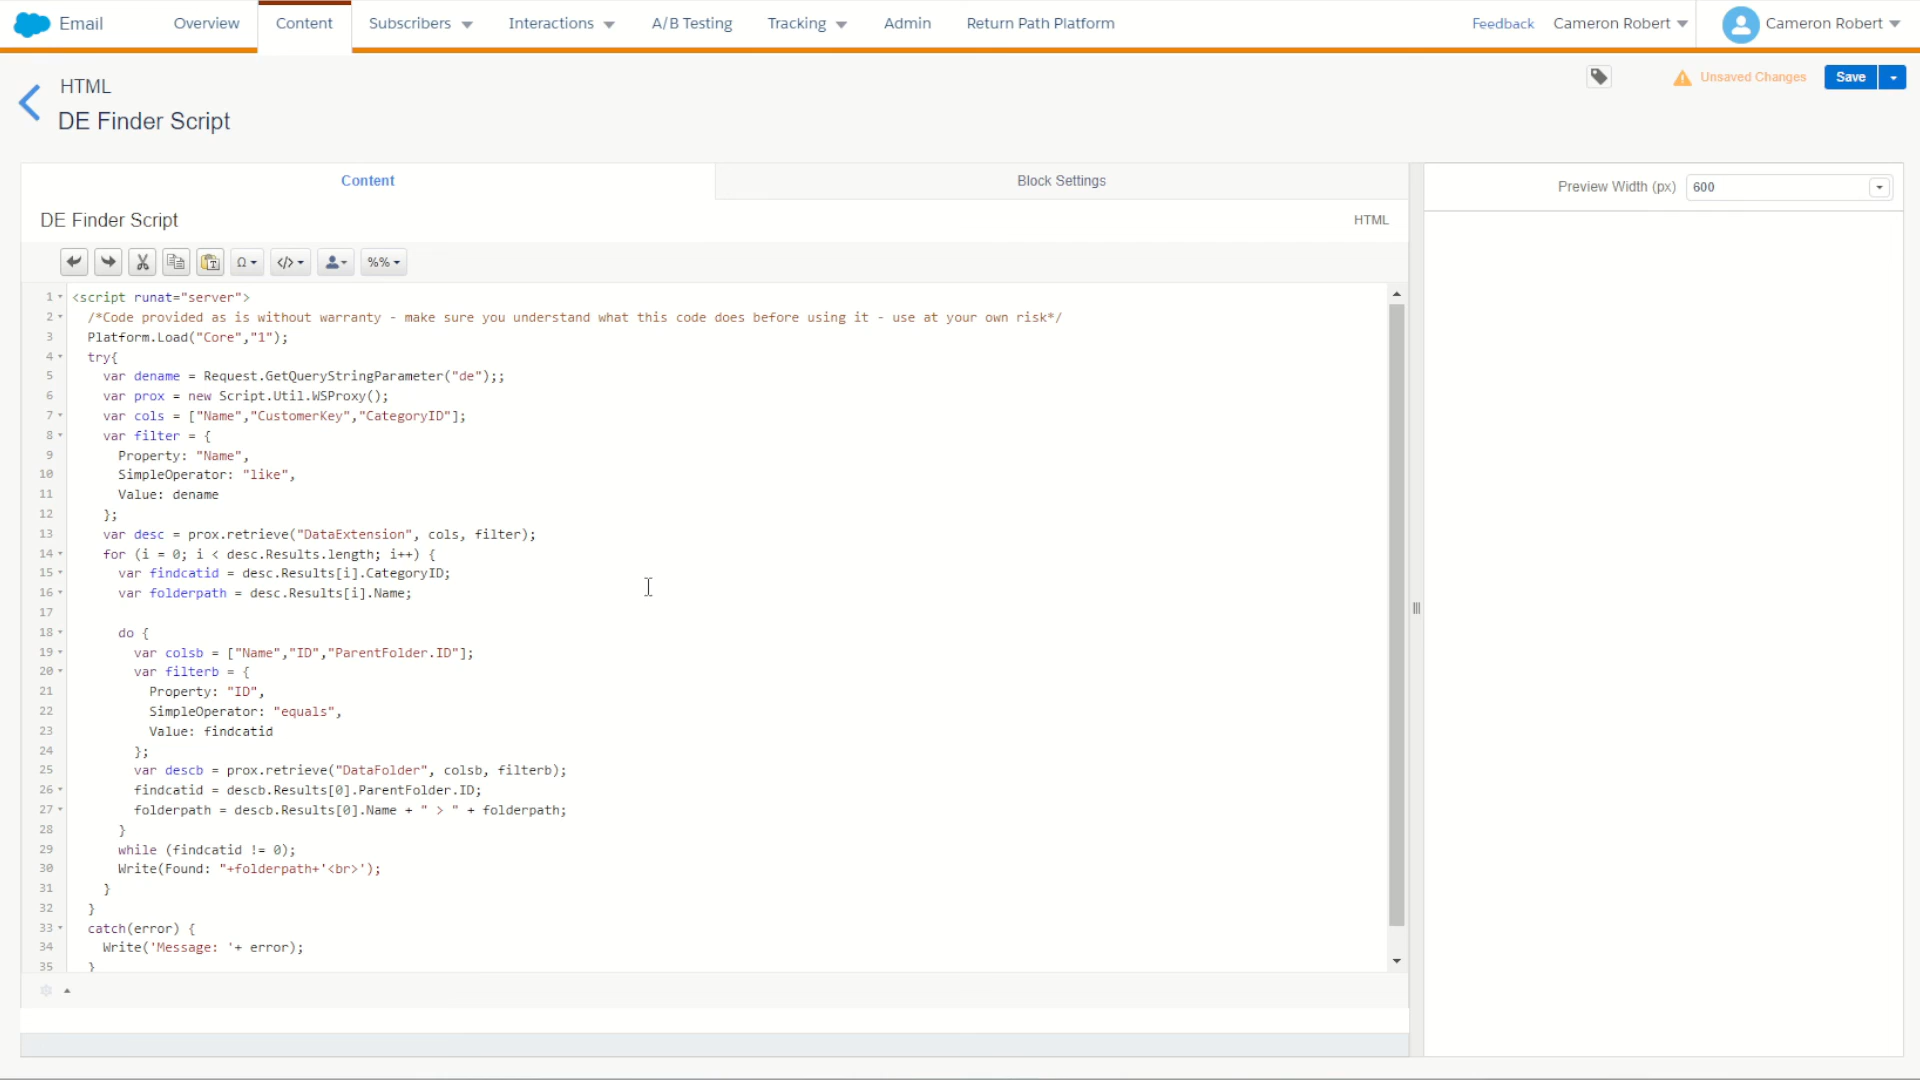 Email Overview Content Subscribers Interactions A/B Testing Tracking Admin Return Path Platform Feedback Cameron Robert Cameron Robert
HTML
DE Finder Script
Unsaved Changes Save
Content Block Settings Preview Width (px) 600
DE Finder Script HTML
Ω </> %%
1 <script runat="server">
2 /*Code provided as is without warranty - make sure you understand what this code does before using it - use at your own risk*/
3 Platform.Load("Core","1");
4 try{
5 var dename = Request.GetQueryStringParameter("de");;
6 var prox = new Script.Util.WSProxy();
7 var cols = ["Name","CustomerKey","CategoryID"];
8 var filter = {
9 Property: "Name",
10 SimpleOperator: "like",
11 Value: dename
12 };
13 var desc = prox.retrieve("DataExtension", cols, filter);
14 for (i = 0; i < desc.Results.length; i++) {
15 var findcatid = desc.Results[i].CategoryID;
16 var folderpath = desc.Results[i].Name;
17
18 do {
19 var colsb = ["Name","ID","ParentFolder.ID"];
20 var filterb = {
21 Property: "ID",
22 SimpleOperator: "equals",
23 Value: findcatid
24 };
25 var descb = prox.retrieve("DataFolder", colsb, filterb);
26 findcatid = descb.Results[0].ParentFolder.ID;
27 folderpath = descb.Results[0].Name + " > " + folderpath;
28 }
29 while (findcatid != 0);
30 Write(Found: "+folderpath+'<br>');
31 }
32 }
33 catch(error) {
34 Write('Message: '+ error);
35 }